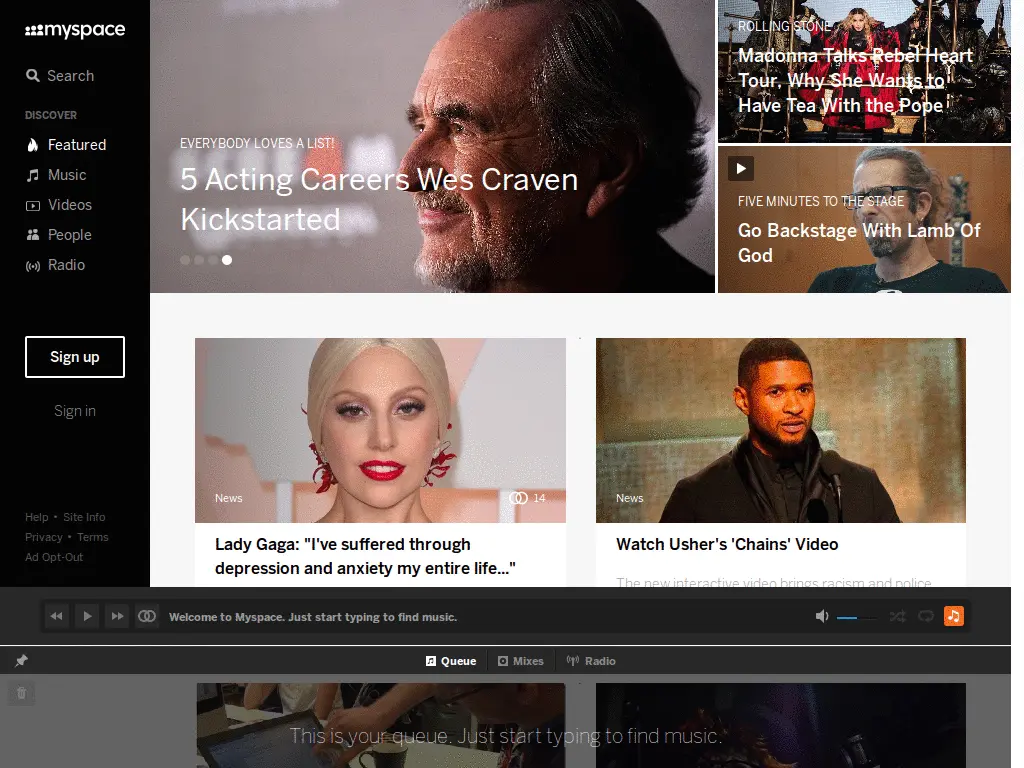 myspace
Search
DISCOVER
Featured
Music
Videos
People
Radio
Sign up
Sign in
Help • Site Info
Privacy • Terms
Ad Opt-Out
EVERYBODY LOVES A LIST!
5 Acting Careers Wes Craven
Kickstarted
ROLLING STONE
Madonna Talks Rebel Heart
Tour, Why She Wants to
Have Tea With the Pope
FIVE MINUTES TO THE STAGE
Go Backstage With Lamb Of
God
News
14
Lady Gaga: "I've suffered through
depression and anxiety my entire life..."
News
Watch Usher's 'Chains' Video
The new interactive video brings racism and police
Welcome to Myspace. Just start typing to find music.
Queue
Mixes
Radio
This is your queue. Just start typing to find music.